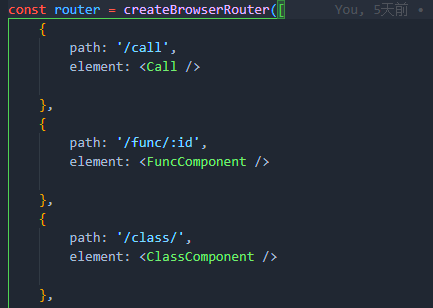 const router = createBrowserRouter([ You, 5天前 •
{
path: '/call',
element: <Call />
},
{
path: '/func/:id',
element: <FuncComponent />
},
{
path: '/class/',
element: <ClassComponent />
},